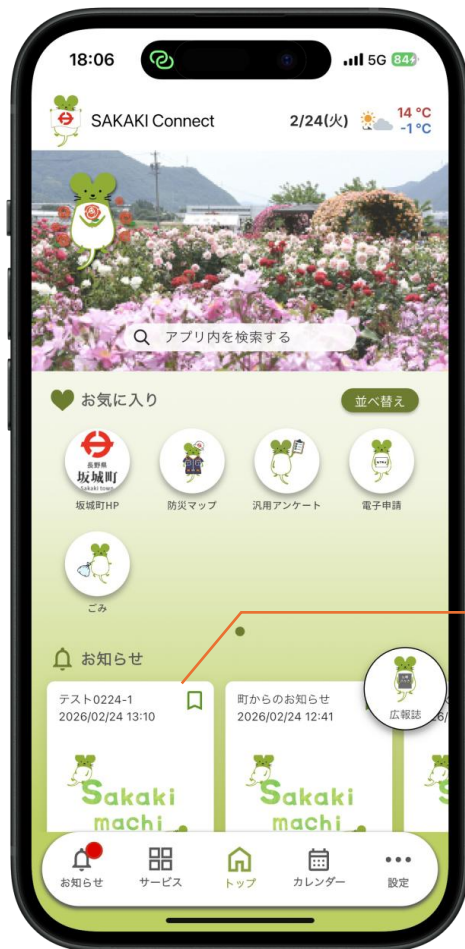 18:06
5G 84
SAKAKI Connect
2/24(火)
14 °C
-1 °C
アプリ内を検索する
お気に入り
並べ替え
長野県
坂城町
Sakaki town
坂城町HP
防災マップ
汎用アンケート
電子申請
ごみ
お知らせ
テスト0224-1
2026/02/24 13:10
町からのお知らせ
2026/02/24 12:41
広報誌
Sakaki
machi
Sakaki
machi
お知らせ
サービス
トップ
カレンダー
設定